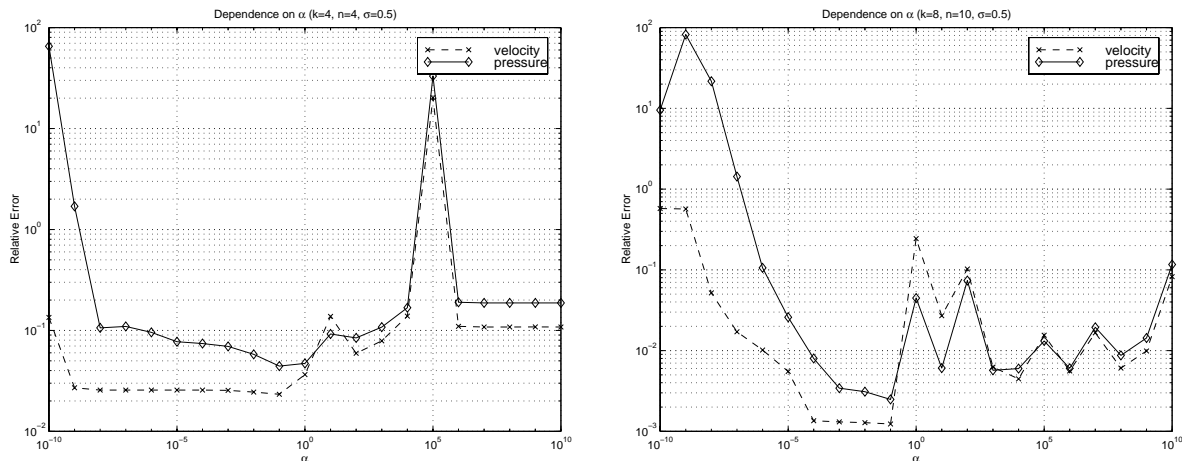 Dependence on α (k=4, n=4, σ=0.5)
velocity
pressure
Relative Error
10^2
10^1
10^0
10^-1
10^-2
10^-10
10^-5
10^0
10^5
10^10
α
Dependence on α (k=8, n=10, σ=0.5)
velocity
pressure
Relative Error
10^2
10^1
10^0
10^-1
10^-2
10^-3
10^-10
10^-5
10^0
10^5
10^10
α